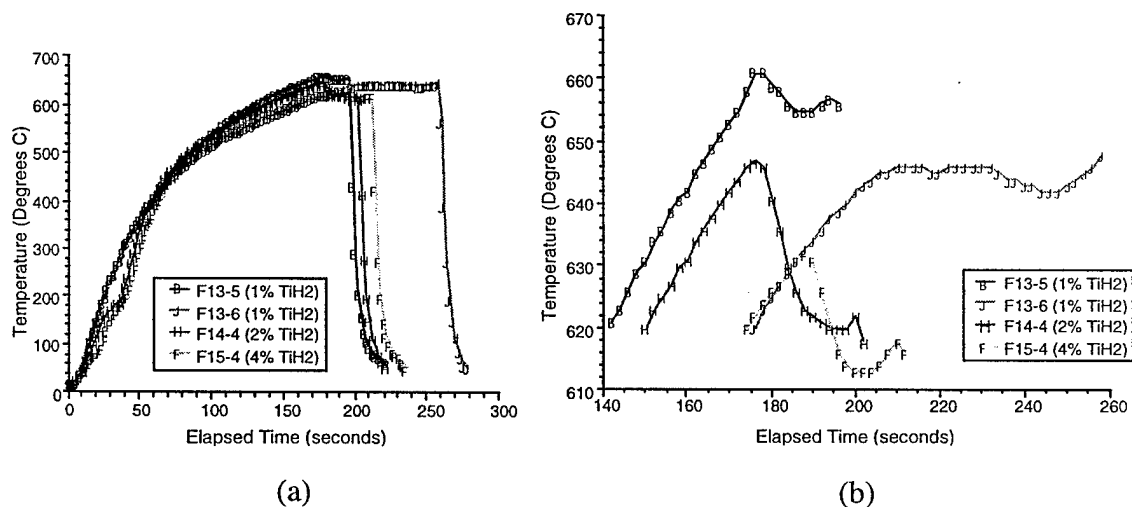 700
600
500
400
300
200
100
0
Temperature (Degrees C)
0 50 100 150 200 250 300
Elapsed Time (seconds)
B F13-5 (1% TiH2)
J F13-6 (1% TiH2)
H F14-4 (2% TiH2)
F F15-4 (4% TiH2)
(a)
670
660
650
640
630
620
610
Temperature (Degrees C)
140 160 180 200 220 240 260
Elapsed Time (seconds)
B F13-5 (1% TiH2)
J F13-6 (1% TiH2)
H F14-4 (2% TiH2)
F F15-4 (4% TiH2)
(b)